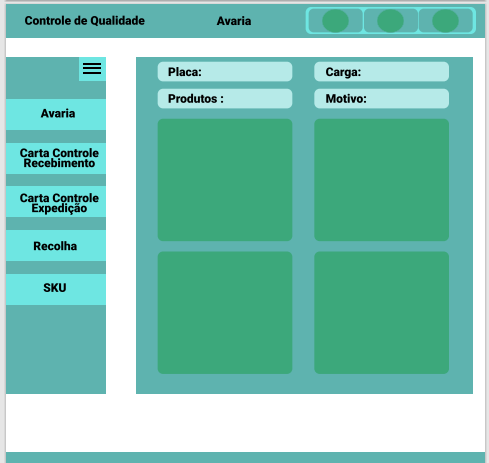 Controle de Qualidade
Avaria
Placa:
Carga:
Produtos :
Motivo:
Avaria
Carta Controle
Recebimento
Carta Controle
Expedição
Recolha
SKU